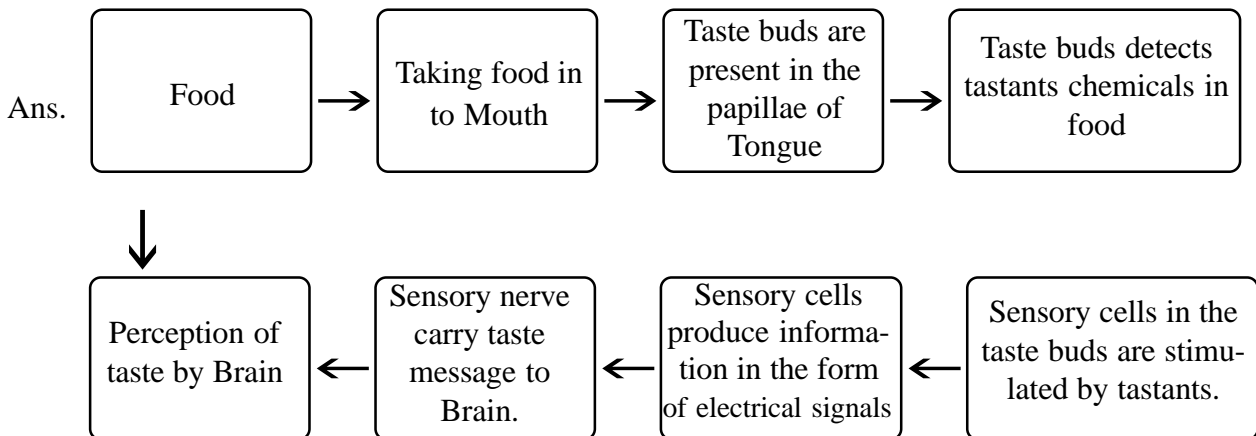 Ans.
Food
Taking food in
to Mouth
Taste buds are
present in the
papillae of
Tongue
Taste buds detects
tastants chemicals in
food
Perception of
taste by Brain
Sensory nerve
carry taste
message to
Brain.
Sensory cells
produce informa-
tion in the form
of electrical signals
Sensory cells in the
taste buds are stimu-
lated by tastants.